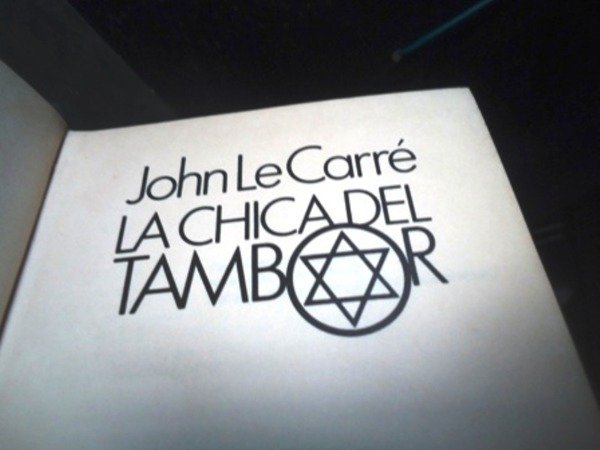 John Le Carré
LA CHICA DEL
TAMBOR